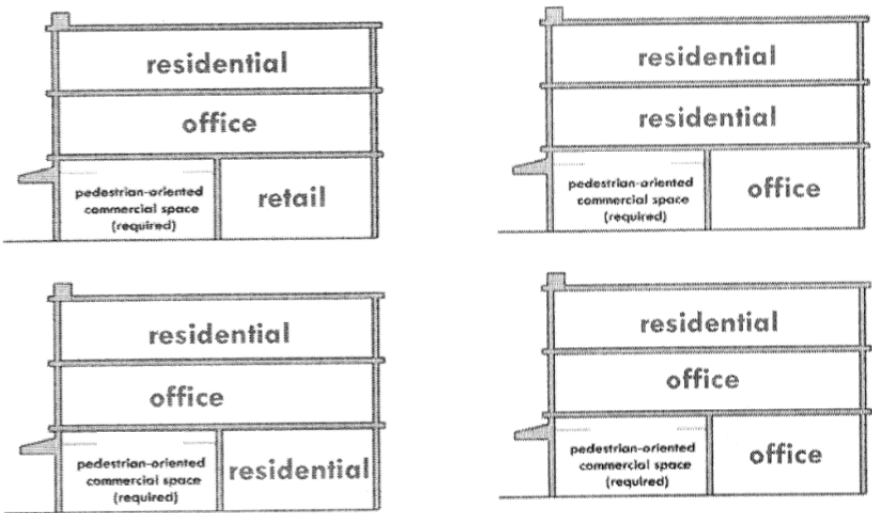 residential
office
pedestrian-oriented
commercial space
(required)
retail
residential
residential
pedestrian-oriented
commercial space
(required)
office
residential
office
pedestrian-oriented
commercial space
(required)
residential
residential
office
pedestrian-oriented
commercial space
(required)
office